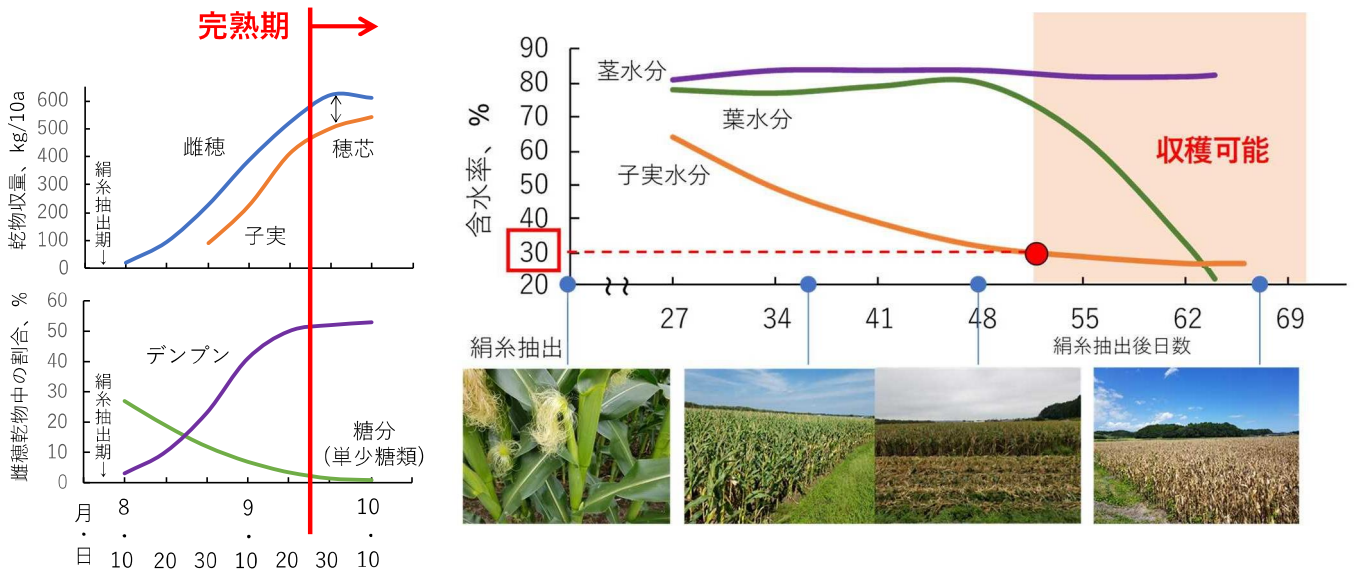 完熟期
乾物収量、kg/10a
600
500
400
300
200
100
0
絹糸抽出期→
雌穂
穂芯
子実
雌穂乾物中の割合、%
60
50
40
30
20
10
0
絹糸抽出期→
デンプン
糖分
(単少糖類)
月・日
8・10
20
30
9・10
20
30
10・10
含水率、%
90
80
70
60
50
40
30
20
茎水分
葉水分
子実水分
収穫可能
27
34
41
48
55
62
69
絹糸抽出
絹糸抽出後日数